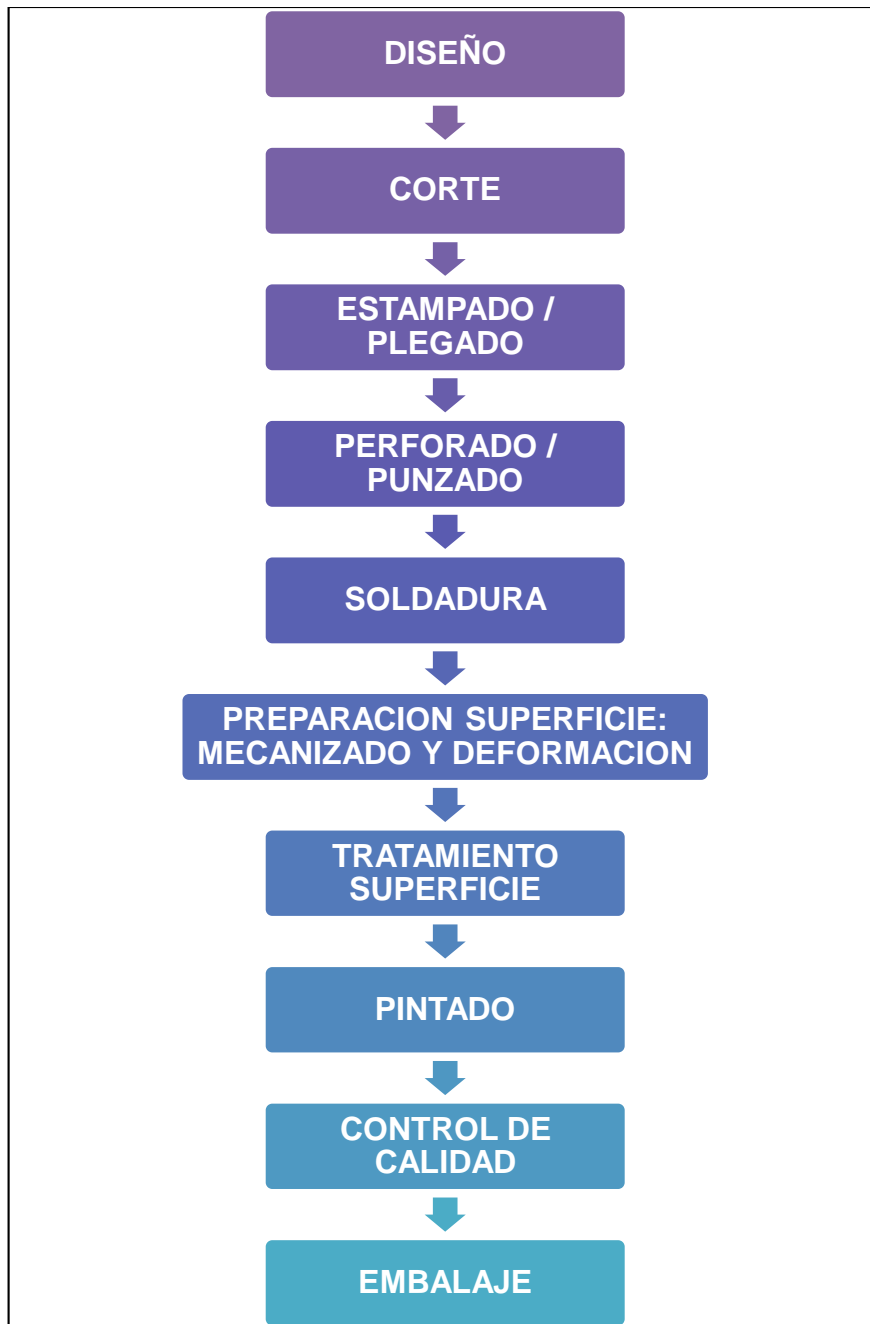 DISEÑO
CORTE
ESTAMPADO /
PLEGADO
PERFORADO /
PUNZADO
SOLDADURA
PREPARACION SUPERFICIE:
MECANIZADO Y DEFORMACION
TRATAMIENTO
SUPERFICIE
PINTADO
CONTROL DE
CALIDAD
EMBALAJE